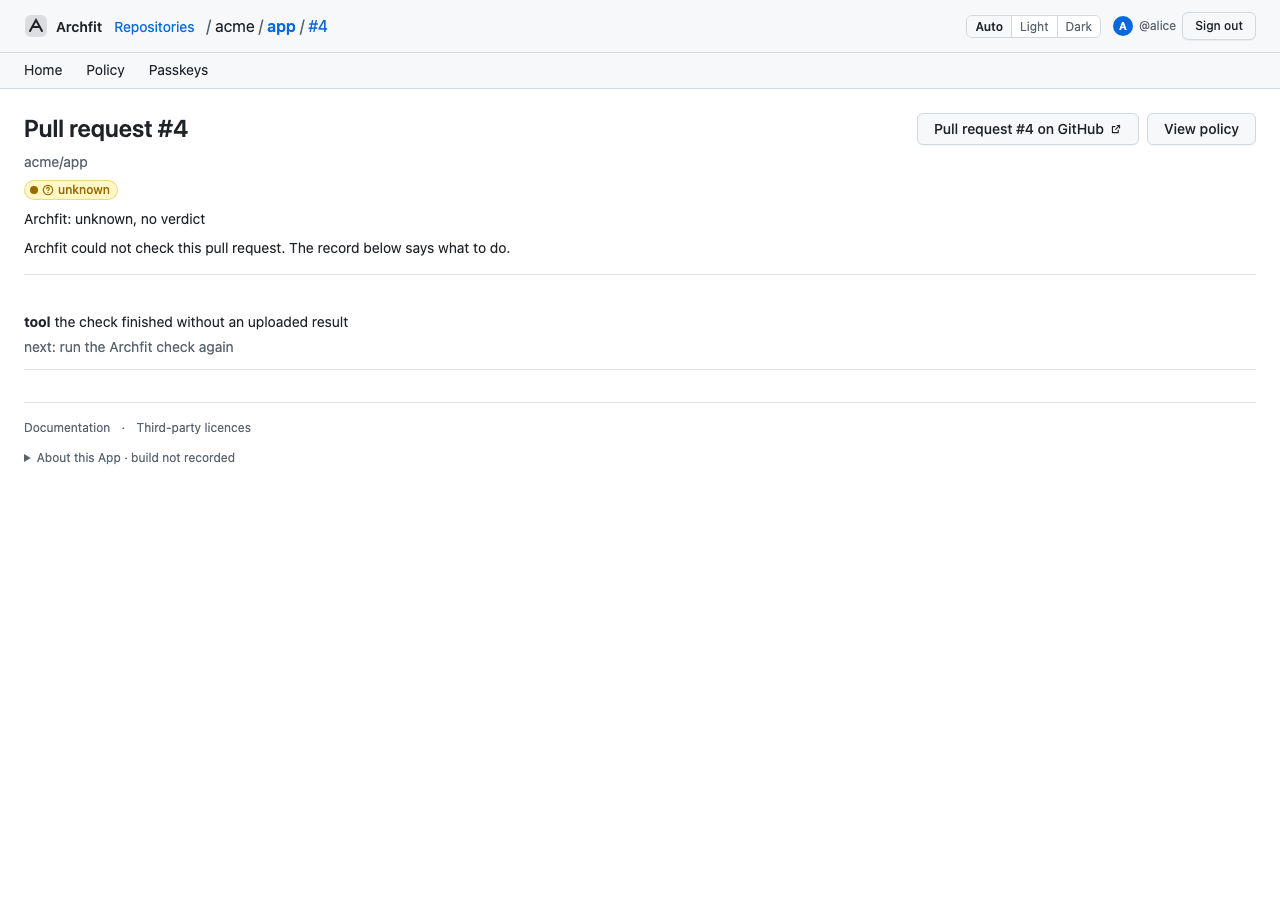 Archfit Repositories / acme / app / #4
Auto Light Dark A @alice Sign out
Home Policy Passkeys
Pull request #4
Pull request #4 on GitHub View policy
acme/app
unknown
Archfit: unknown, no verdict
Archfit could not check this pull request. The record below says what to do.
tool the check finished without an uploaded result
next: run the Archfit check again
Documentation · Third-party licences
About this App · build not recorded